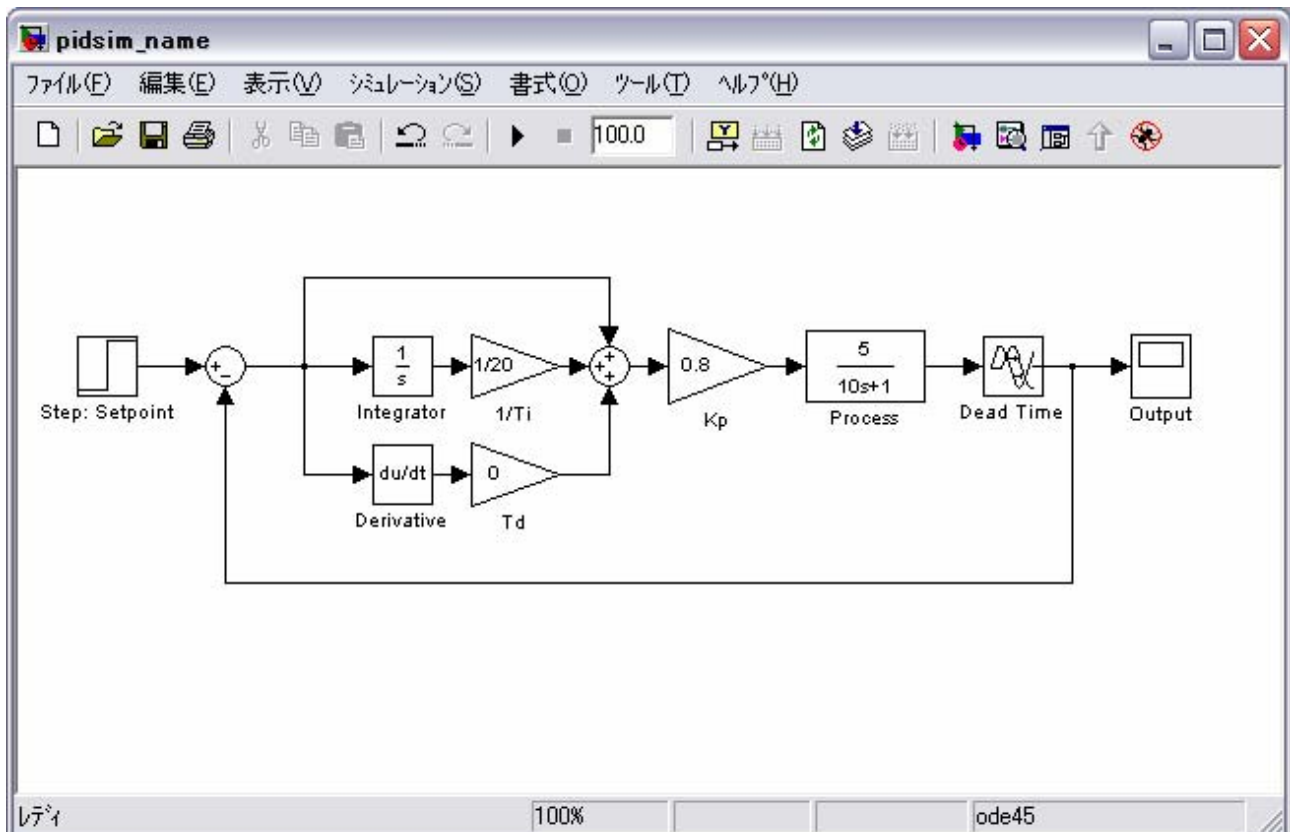 pidsim_name
ファイル(F) 編集(E) 表示(V) シミュレーション(S) 書式(O) ツール(T) ヘルプ(H)
100.0
Step: Setpoint
+
−
1
s
Integrator
1/20
1/Ti
+
+
+
0.8
Kp
5
10s+1
Process
Dead Time
Output
du/dt
Derivative
0
Td
レディ 100% ode45